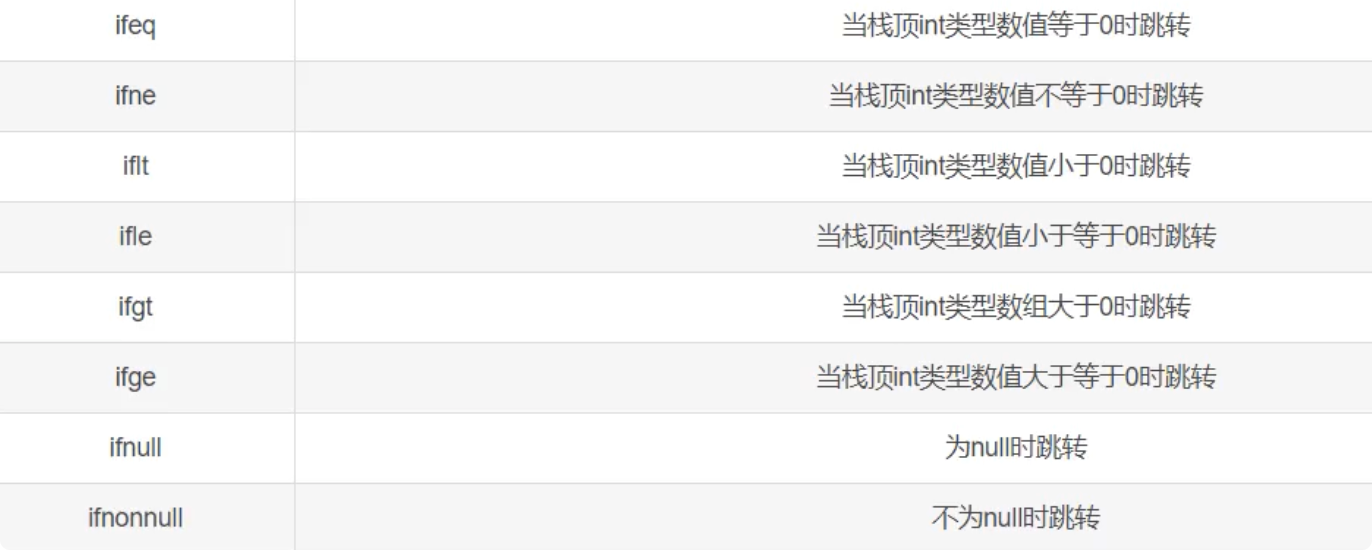 ifeq 当栈顶int类型数值等于0时跳转
ifne 当栈顶int类型数值不等于0时跳转
iflt 当栈顶int类型数值小于0时跳转
ifle 当栈顶int类型数值小于等于0时跳转
ifgt 当栈顶int类型数组大于0时跳转
ifge 当栈顶int类型数值大于等于0时跳转
ifnull 为null时跳转
ifnonnull 不为null时跳转